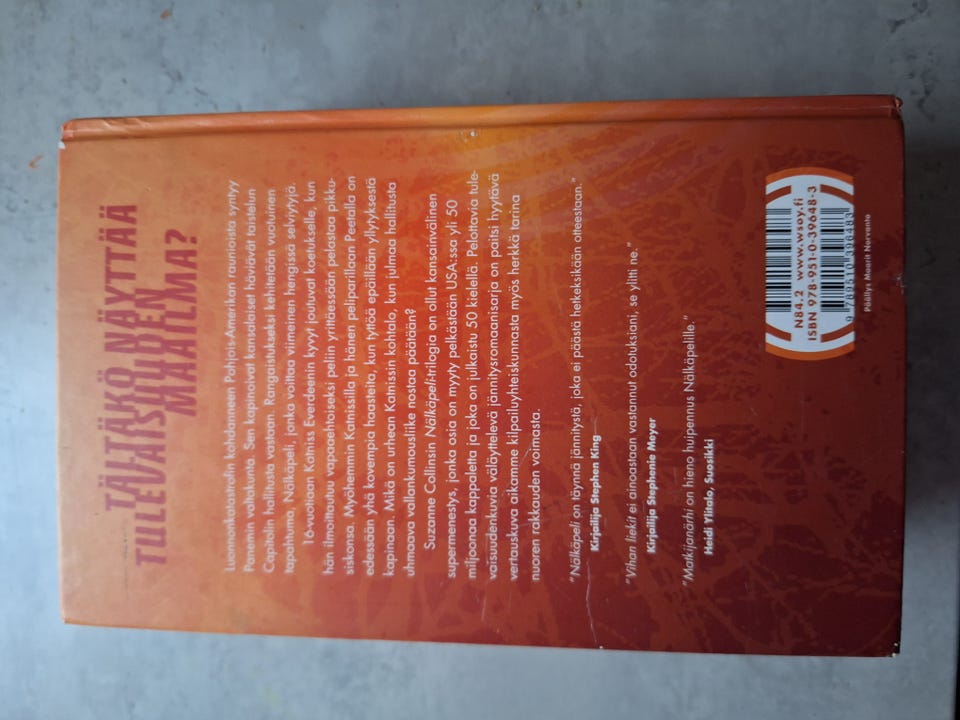 TÄLTÄKÖ NÄYTTÄÄ
TULEVAISUUDEN
MAAILMA?
Luonnonkatastrofin kohdanneen Pohjois-Amerikan raunioista syntyy
Panemin valtakunta. Sen kapinoivat kansalaiset häviävät taistelun
Capitolin hallitusta vastaan. Rangaistukseksi kehitetään vuotuinen
tapahtuma, Nälkäpeli, jonka voittaa viimeinen hengissä selviytyjä.
16-vuotiaan Katniss Everdeenin kyvyt joutuvat koetukselle, kun
hän ilmoittautuu vapaaehtoiseksi peliin yrittäessään pelastaa pikku-
siskonsa. Myöhemmin Katnissilla ja hänen peliparillaan Peetalla on
edessään yhä kovempia haasteita, kun tyttöä epäillään yllytyksestä
kapinaan. Mikä on urhean Katnissin kohtalo, kun julmaa hallitusta
uhmaava vallankumousliike nostaa päätään?
Suzanne Collinsin Nälkäpeli-trilogia on ollut kansainvälinen
supermenestys, jonka osia on myyty pelkästään USA:ssa yli 50
miljoonaa kappaletta ja joka on julkaistu 50 kielellä. Pelottavia tule-
vaisuudenkuvia väläyttelevä jännitysromaanisarja on paitsi hyytävä
vertauskuva aikamme kilpailuyhteiskunnasta myös herkkä tarina
nuoren rakkauden voimasta.
"Nälkäpeli on täynnä jännitystä, joka ei päästä hetkeksikään otteestaan."
Kirjailija Stephen King
"Vihan liekit ei ainoastaan vastannut odotuksiani, se ylitti ne."
Kirjailija Stephenie Meyer
"Matkijanärhi on hieno huipennus Nälkäpelille."
Heidi Ylitalo, Suosikki
N84.2 www.wsoy.fi
ISBN 978-951-0-39648-3
9 789510 396483
Päällys Maarit Norvanto